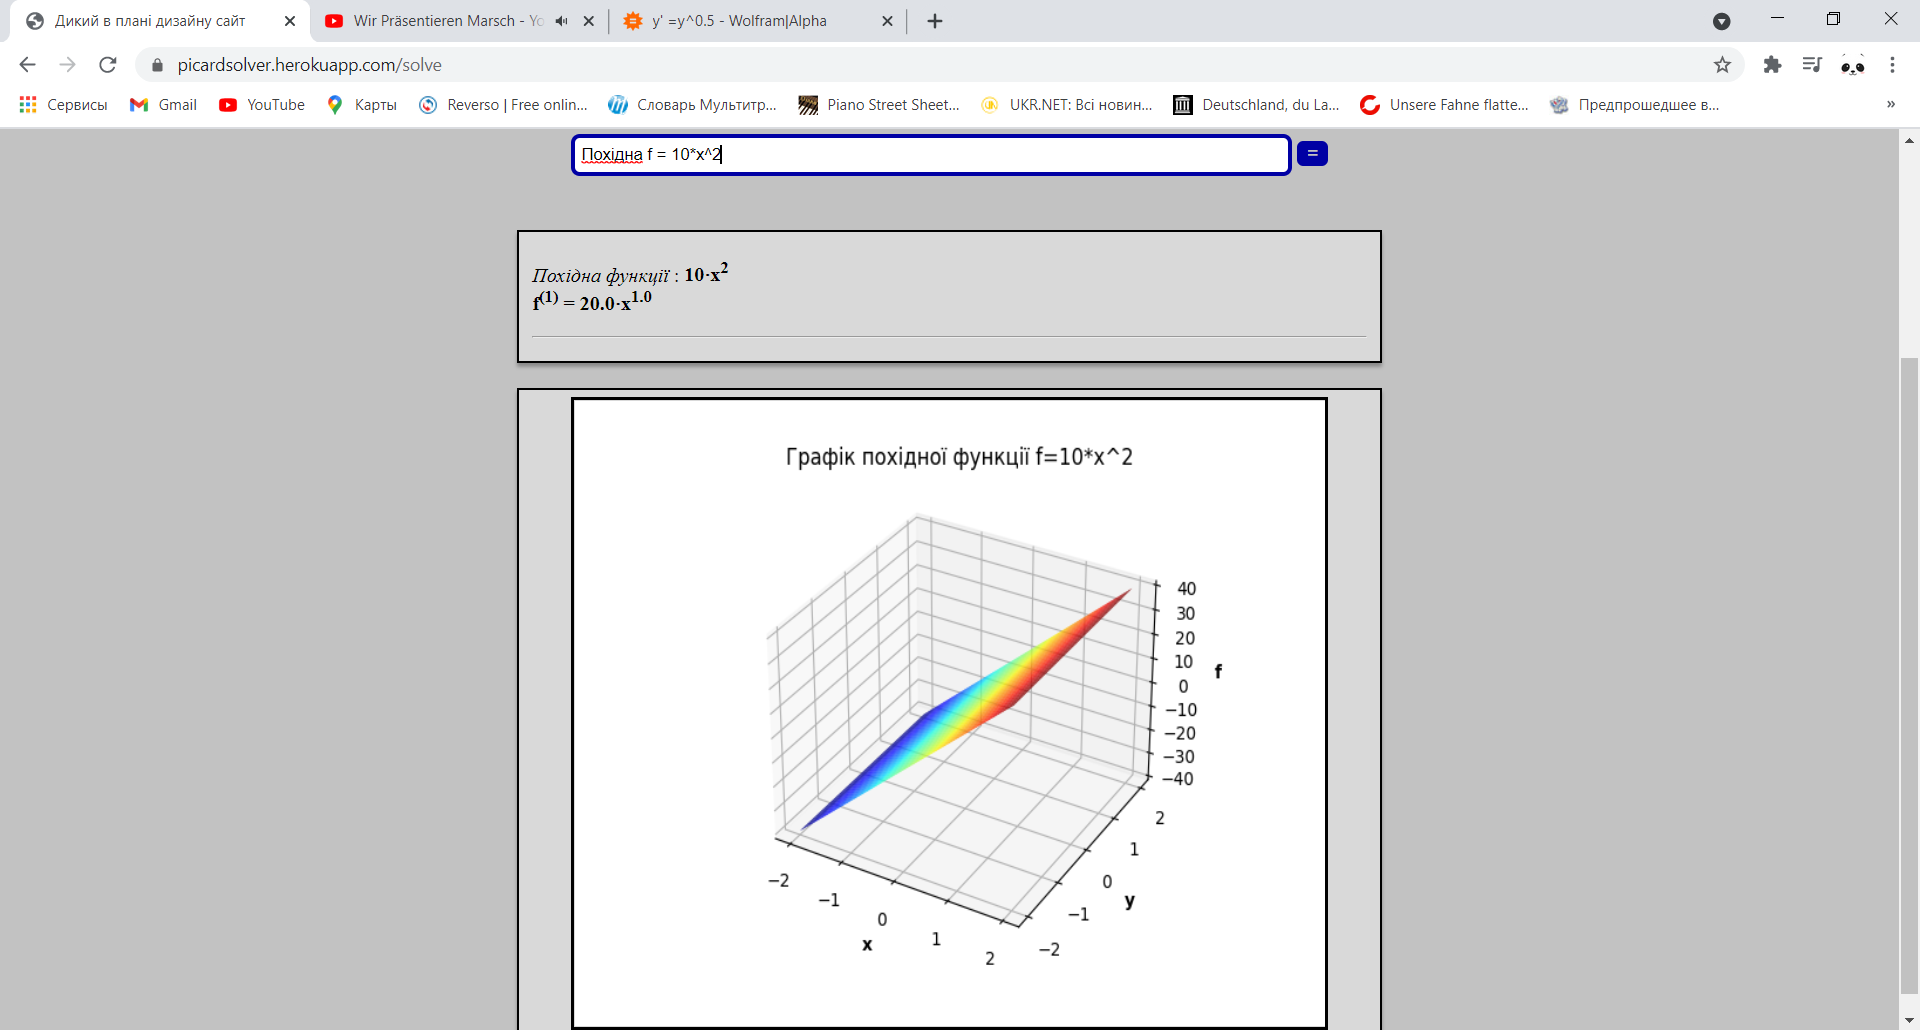 Дикий в плані дизайну сайт
Wir Präsentieren Marsch - Yo
y' =y^0.5 - Wolfram|Alpha
picardsolver.herokuapp.com/solve
Сервисы
Gmail
YouTube
Карты
Reverso | Free onlin...
Словарь Мультитр...
Piano Street Sheet...
UKR.NET: Всі новин...
Deutschland, du La...
Unsere Fahne flatte...
Предпрошедшее в...
»
Похідна f = 10*x^2
=
Похідна функції : 10·x²
f⁽¹⁾ = 20.0·x^1.0
Графік похідної функції f=10*x^2
40
30
20
10
0
−10
−20
−30
−40
f
2
1
0
−1
−2
y
−2
−1
0
1
2
x